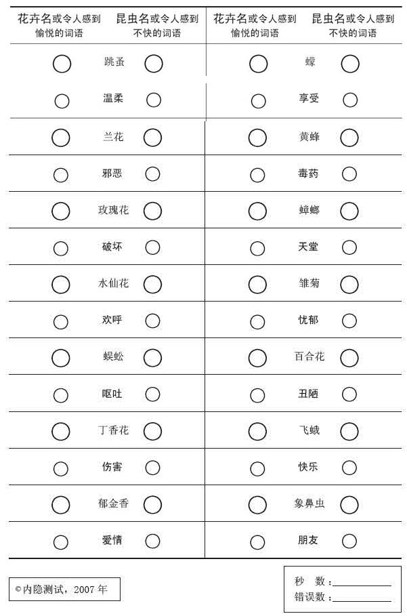 花卉名或令人感到 昆虫名或令人感到 花卉名或令人感到 昆虫名或令人感到
愉悦的词语 不快的词语 愉悦的词语 不快的词语
跳蚤 蠓
温柔 享受
兰花 黄蜂
邪恶 毒药
玫瑰花 蟑螂
破坏 天堂
水仙花 雏菊
欢呼 忧郁
蜈蚣 百合花
呕吐 丑陋
丁香花 飞蛾
伤害 快乐
郁金香 象鼻虫
爱情 朋友
©内隐测试，2007 年
秒 数：
错误数：